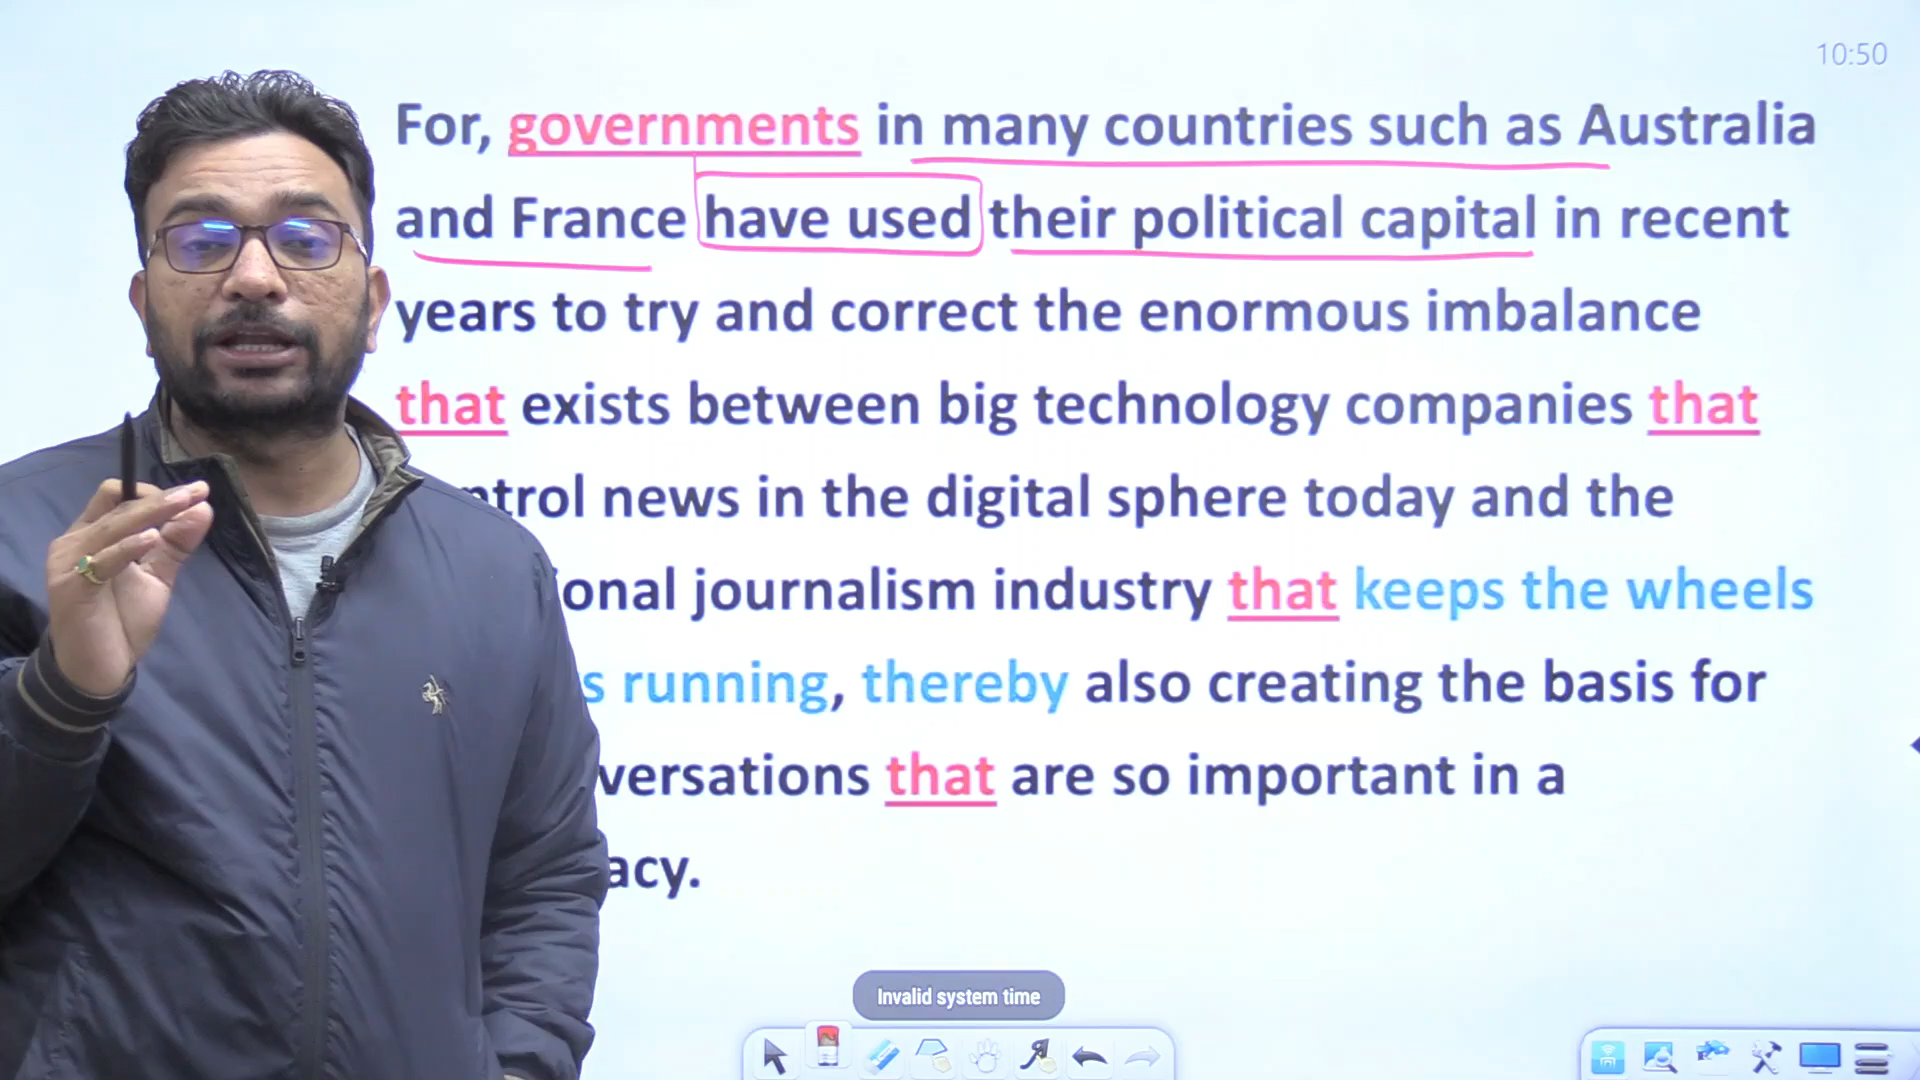 10:50
For, governments in many countries such as Australia
and France have used their political capital in recent
years to try and correct the enormous imbalance
that exists between big technology companies that
ntrol news in the digital sphere today and the
ional journalism industry that keeps the wheels
s running, thereby also creating the basis for
versations that are so important in a
acy.
Invalid system time